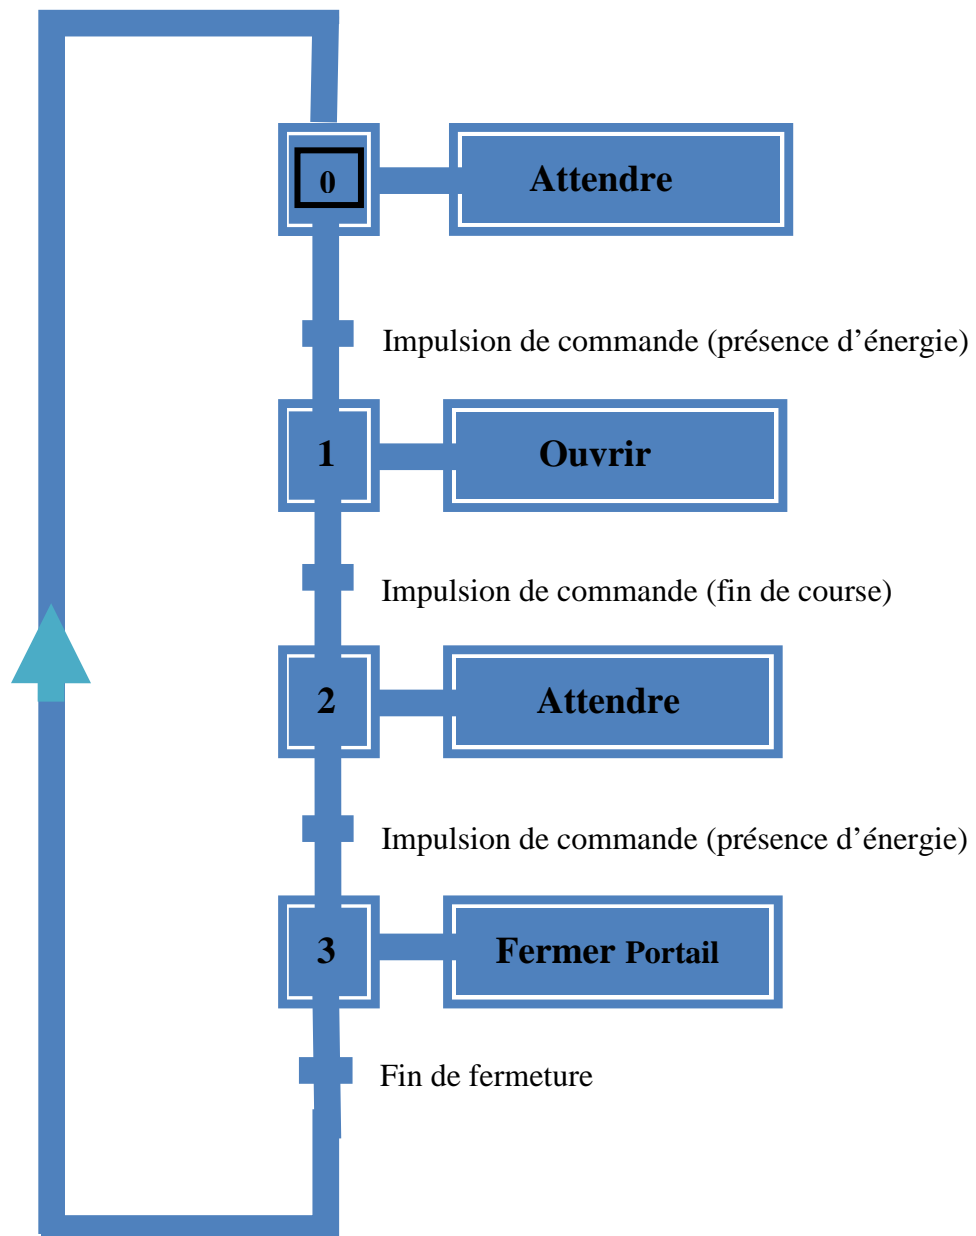 0 Attendre
Impulsion de commande (présence d’énergie)
1 Ouvrir
Impulsion de commande (fin de course)
2 Attendre
Impulsion de commande (présence d’énergie)
3 Fermer Portail
Fin de fermeture